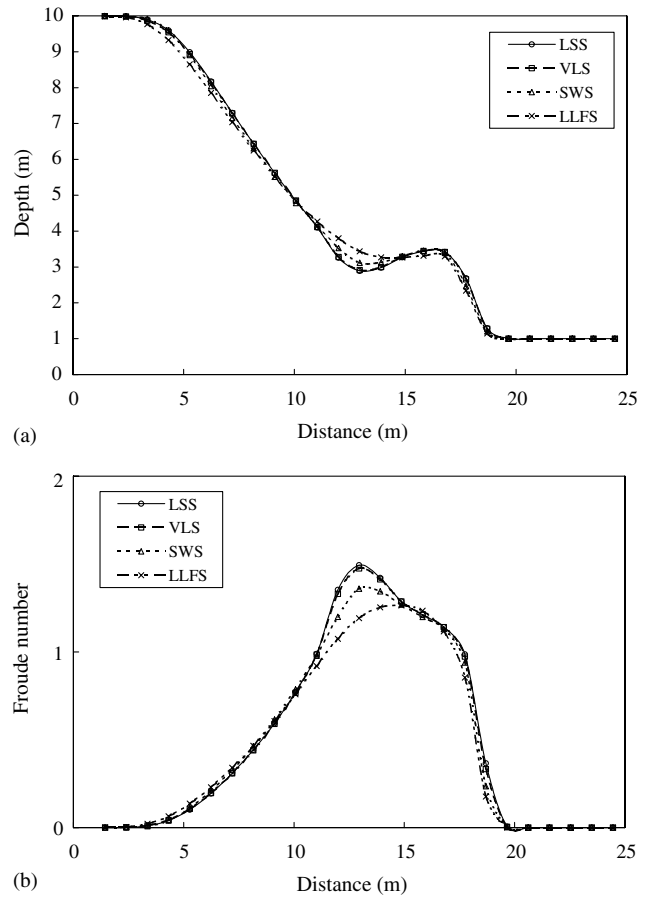 10
9
8
7
6
5
4
3
2
1
0
Depth (m)
LSS
VLS
SWS
LLFS
0 5 10 15 20 25
Distance (m)
(a)
2
1
0
Froude number
LSS
VLS
SWS
LLFS
0 5 10 15 20 25
Distance (m)
(b)